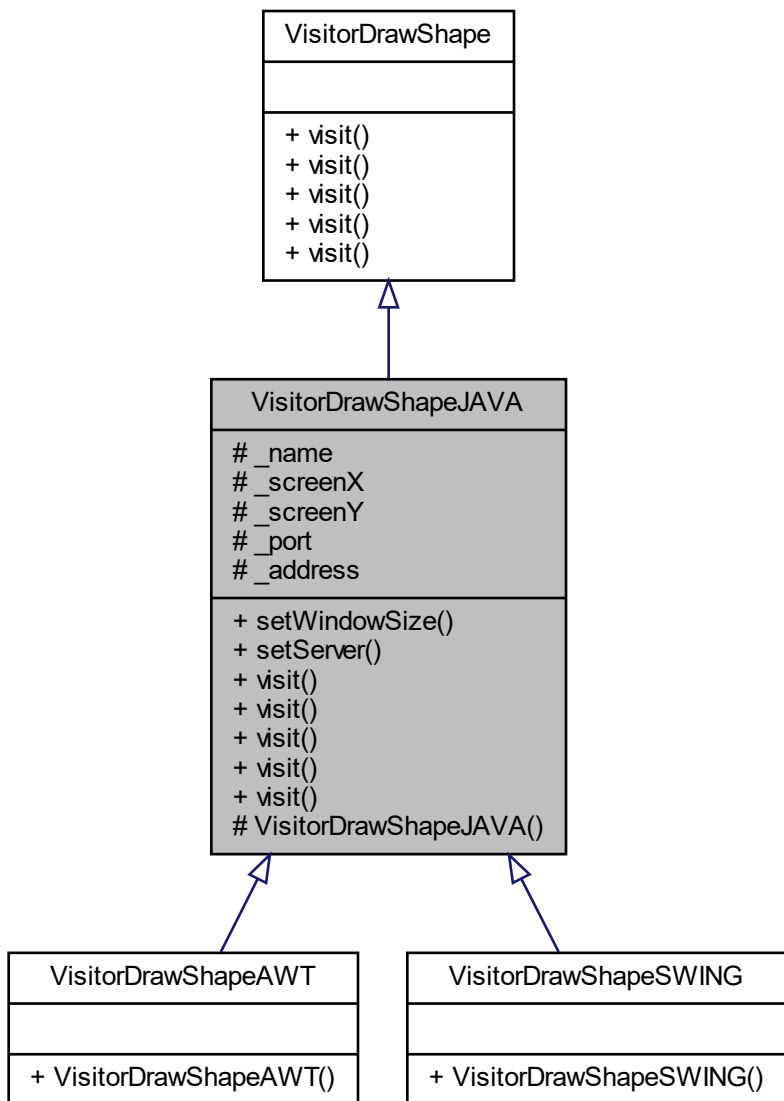 VisitorDrawShape
+ visit()
+ visit()
+ visit()
+ visit()
+ visit()
VisitorDrawShapeJAVA
# _name
# _screenX
# _screenY
# _port
# _address
+ setWindowSize()
+ setServer()
+ visit()
+ visit()
+ visit()
+ visit()
+ visit()
# VisitorDrawShapeJAVA()
VisitorDrawShapeAWT
+ VisitorDrawShapeAWT()
VisitorDrawShapeSWING
+ VisitorDrawShapeSWING()